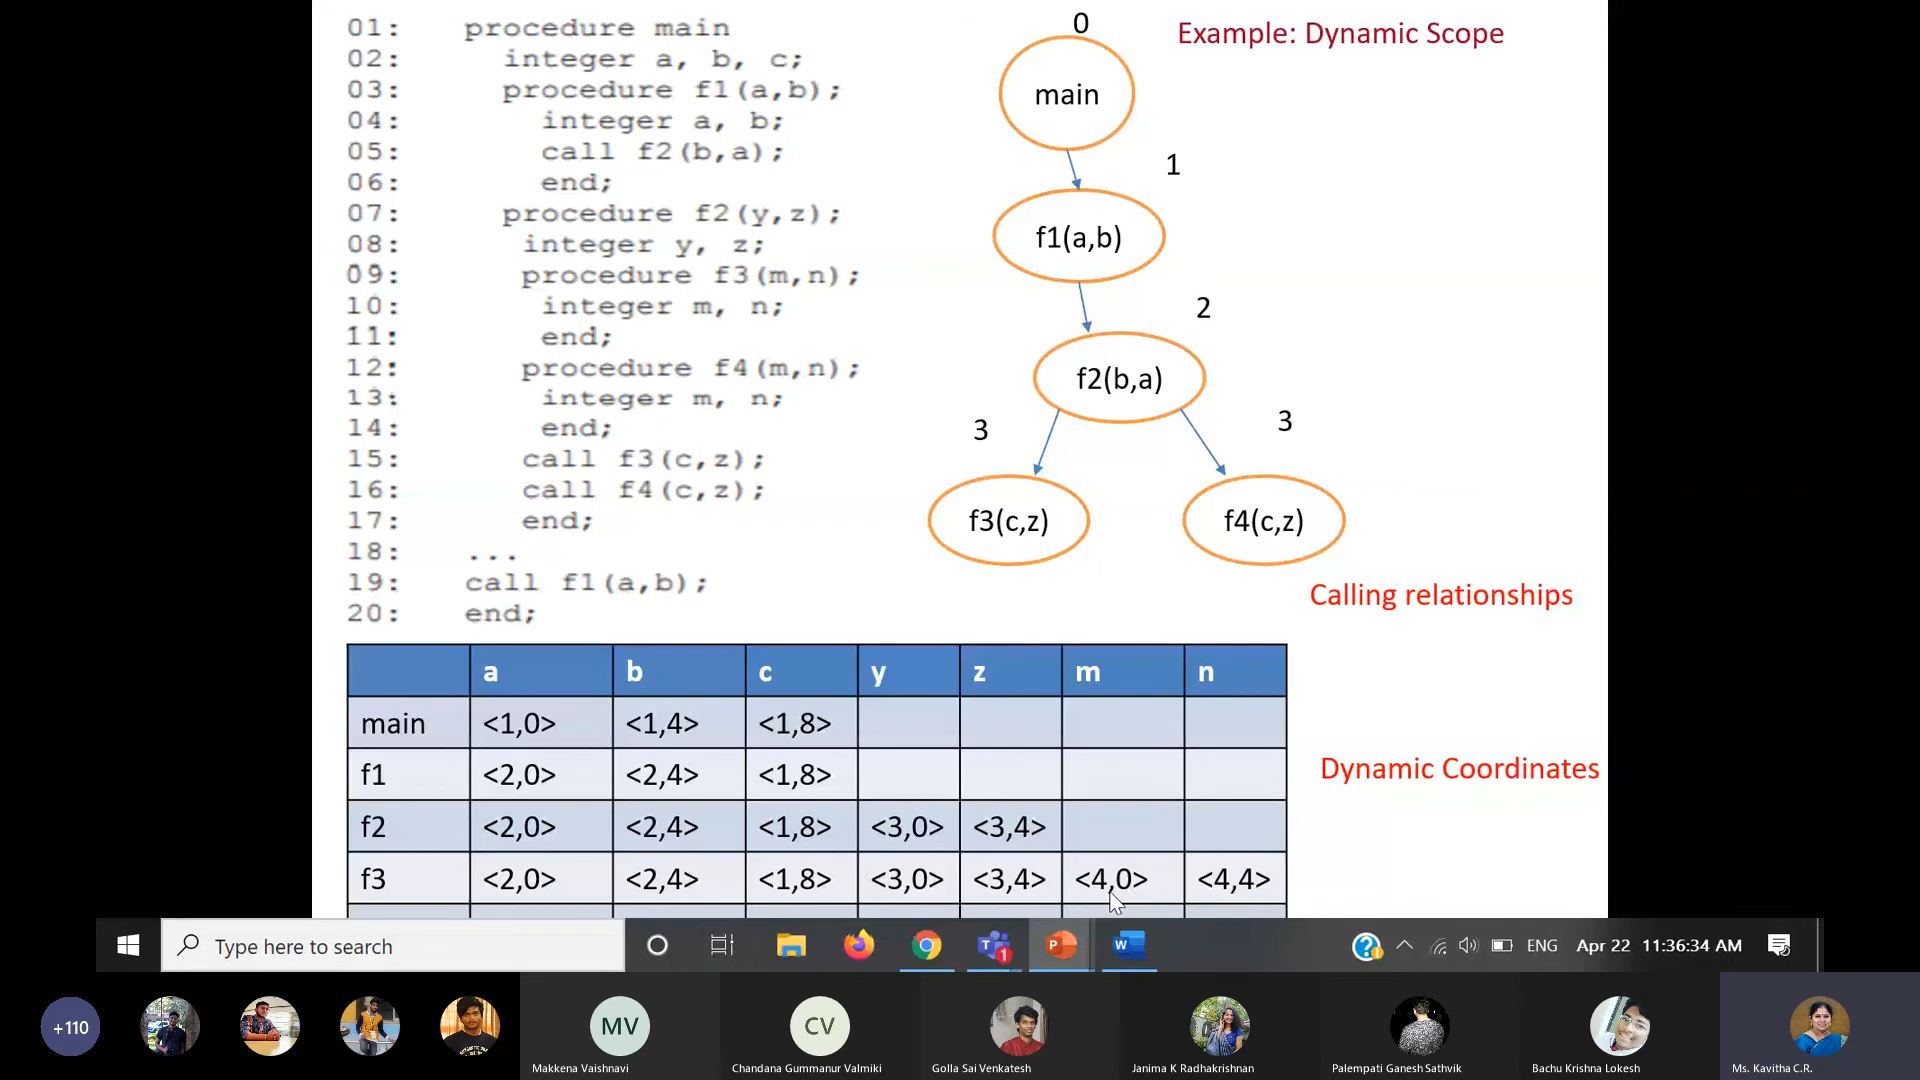 01: procedure main
02: integer a, b, c;
03: procedure f1(a,b);
04: integer a, b;
05: call f2(b,a);
06: end;
07: procedure f2(y,z);
08: integer y, z;
09: procedure f3(m,n);
10: integer m, n;
11: end;
12: procedure f4(m,n);
13: integer m, n;
14: end;
15: call f3(c,z);
16: call f4(c,z);
17: end;
18: ...
19: call f1(a,b);
20: end;
Example: Dynamic Scope
0
main
1
f1(a,b)
2
f2(b,a)
3
3
f3(c,z)
f4(c,z)
Calling relationships
a b c y z m n
main <1,0> <1,4> <1,8>
f1 <2,0> <2,4> <1,8>
f2 <2,0> <2,4> <1,8> <3,0> <3,4>
f3 <2,0> <2,4> <1,8> <3,0> <3,4> <4,0> <4,4>
Dynamic Coordinates
Type here to search
1
ENG
Apr 22 11:36:34 AM
+110
MV
CV
Makkena Vaishnavi
Chandana Gummanur Valmiki
Golla Sai Venkatesh
Janima K Radhakrishnan
Palempati Ganesh Sathvik
Bachu Krishna Lokesh
Ms. Kavitha C.R.